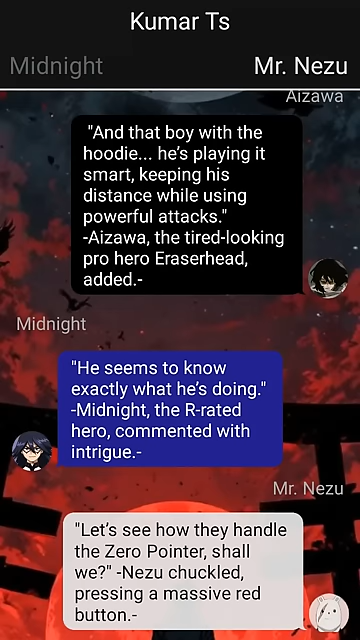 Kumar Ts
Midnight
Mr. Nezu
Aizawa
"And that boy with the
hoodie... he's playing it
smart, keeping his
distance while using
powerful attacks."
-Aizawa, the tired-looking
pro hero Eraserhead,
added.-
Midnight
"He seems to know
exactly what he's doing."
-Midnight, the R-rated
hero, commented with
intrigue.-
Mr. Nezu
"Let's see how they handle
the Zero Pointer, shall
we?" -Nezu chuckled,
pressing a massive red
button.-